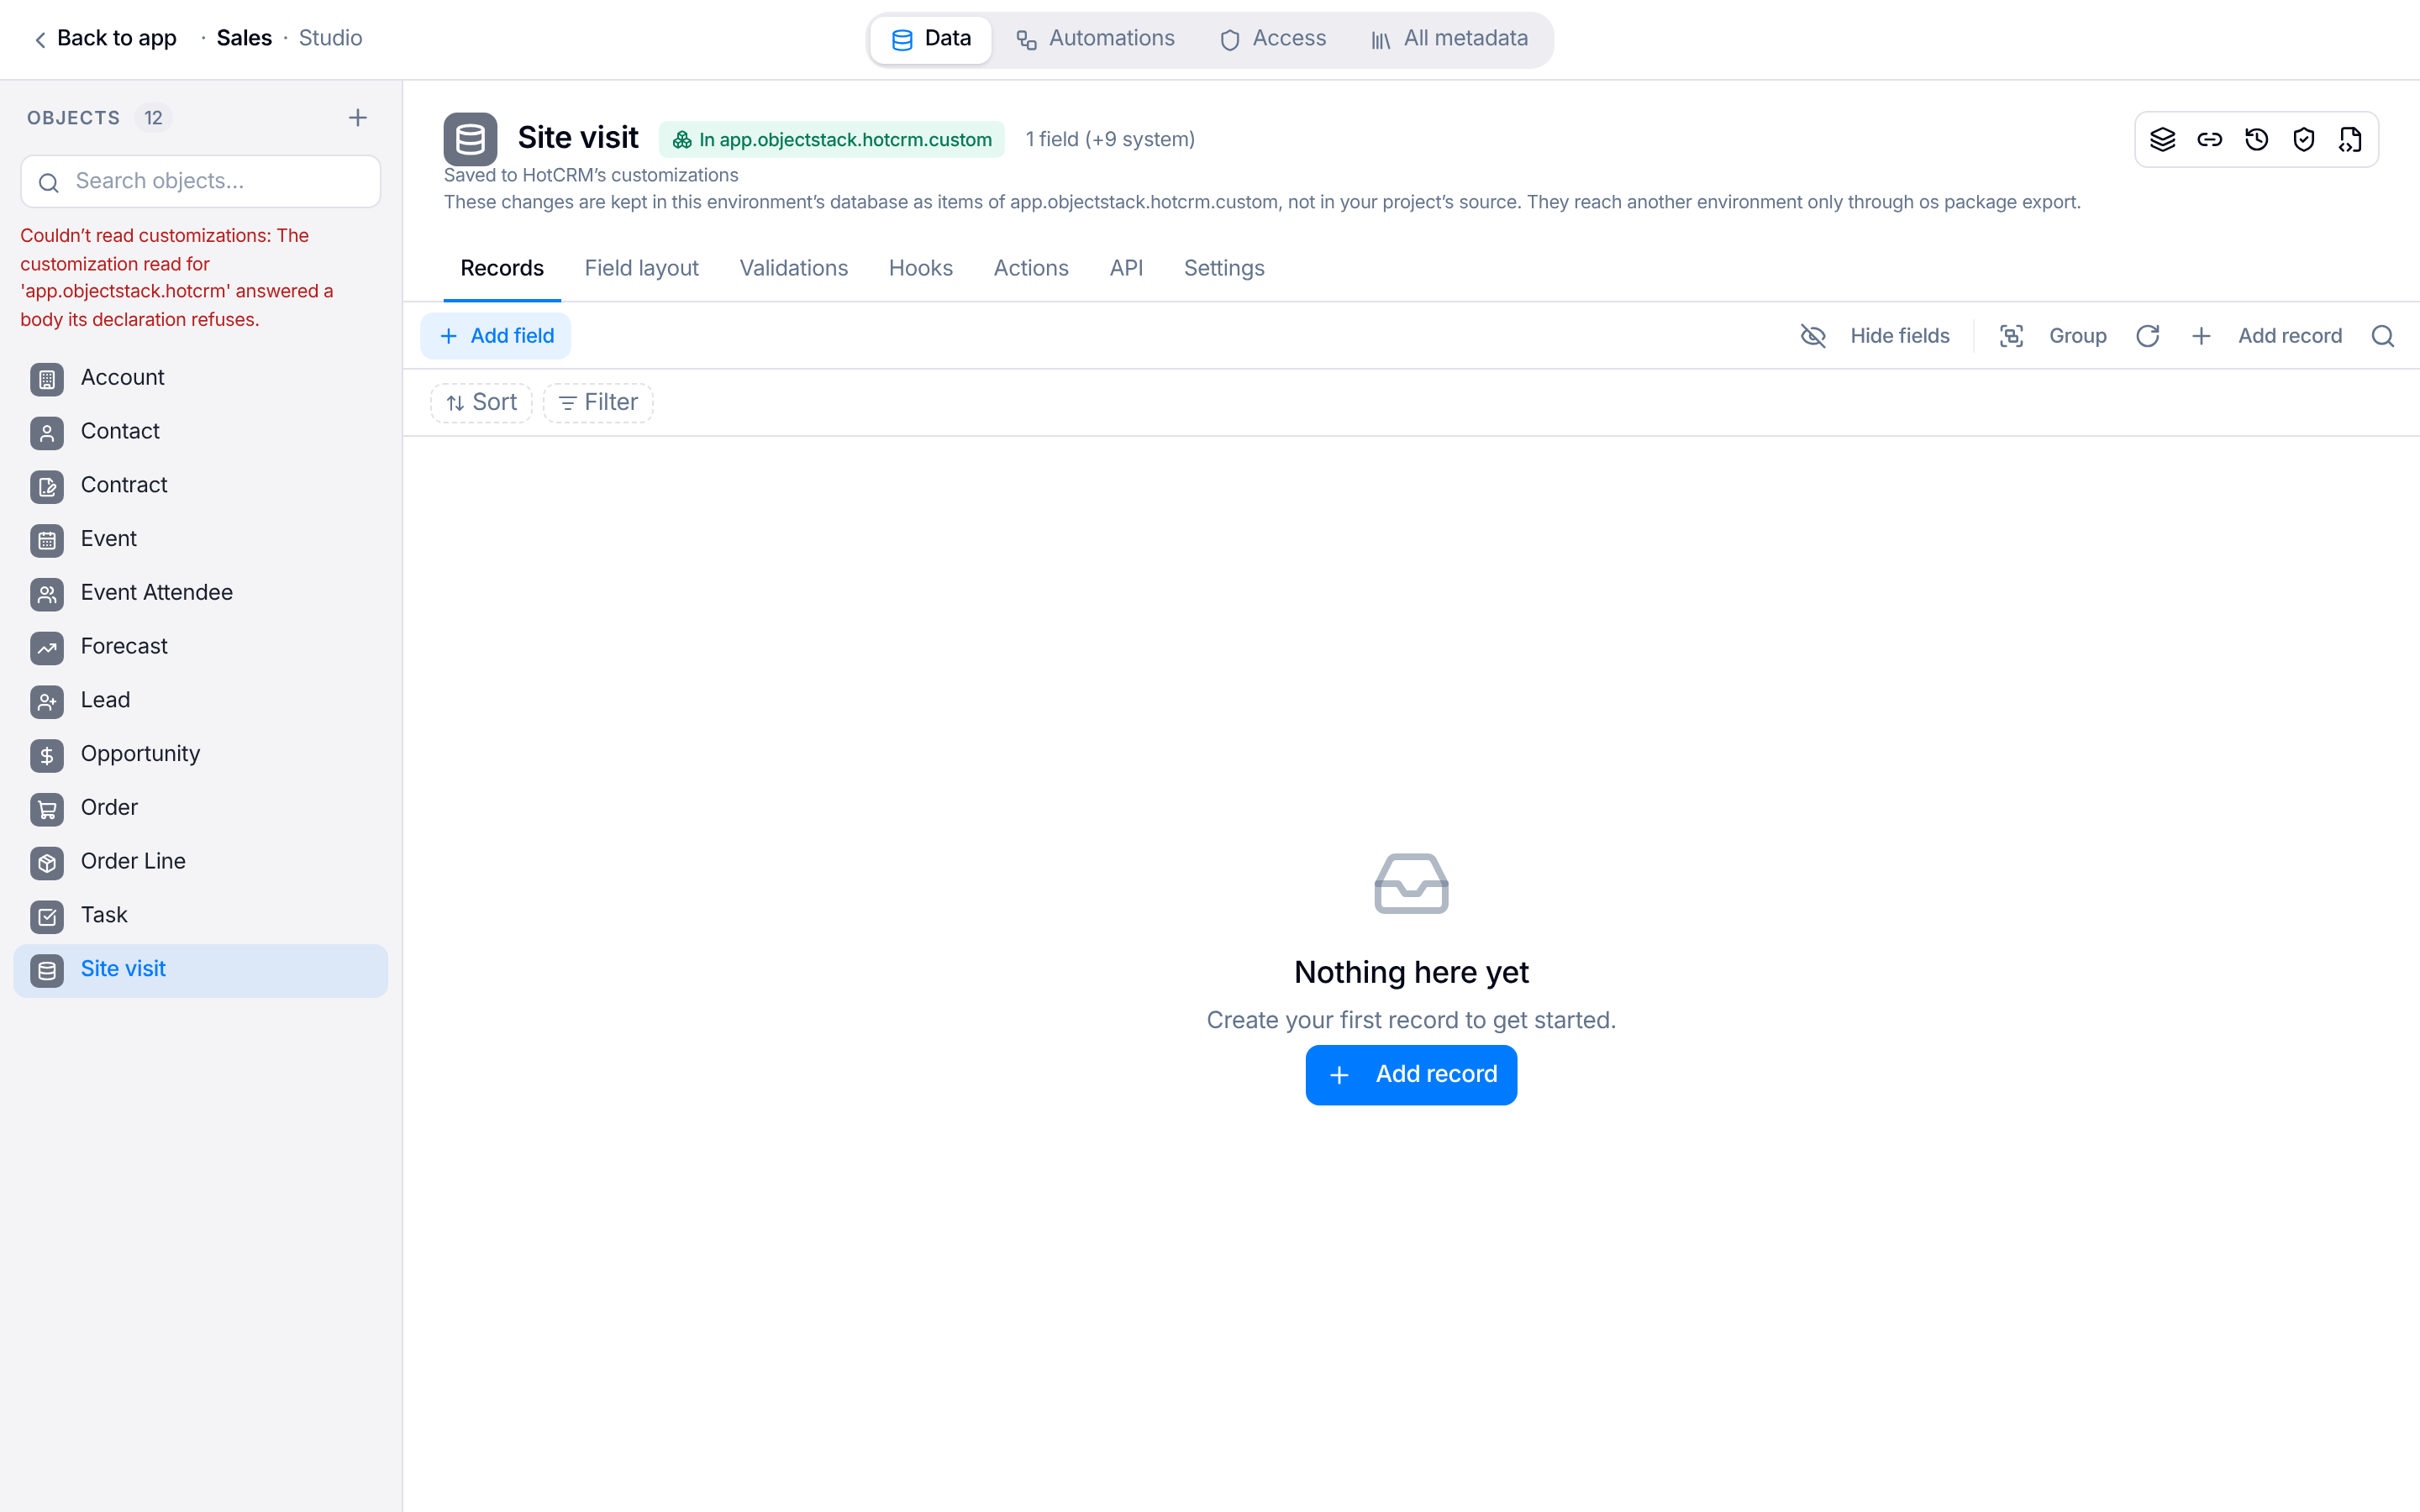 Back to app · Sales · Studio
Data
Automations
Access
All metadata
OBJECTS 12
Search objects...
Couldn’t read customizations: The
customization read for
'app.objectstack.hotcrm' answered a
body its declaration refuses.
Account
Contact
Contract
Event
Event Attendee
Forecast
Lead
Opportunity
Order
Order Line
Task
Site visit
Site visit
In app.objectstack.hotcrm.custom
1 field (+9 system)
Saved to HotCRM’s customizations
These changes are kept in this environment’s database as items of app.objectstack.hotcrm.custom, not in your project’s source. They reach another environment only through os package export.
Records
Field layout
Validations
Hooks
Actions
API
Settings
Add field
Hide fields
Group
Add record
Sort
Filter
Nothing here yet
Create your first record to get started.
Add record